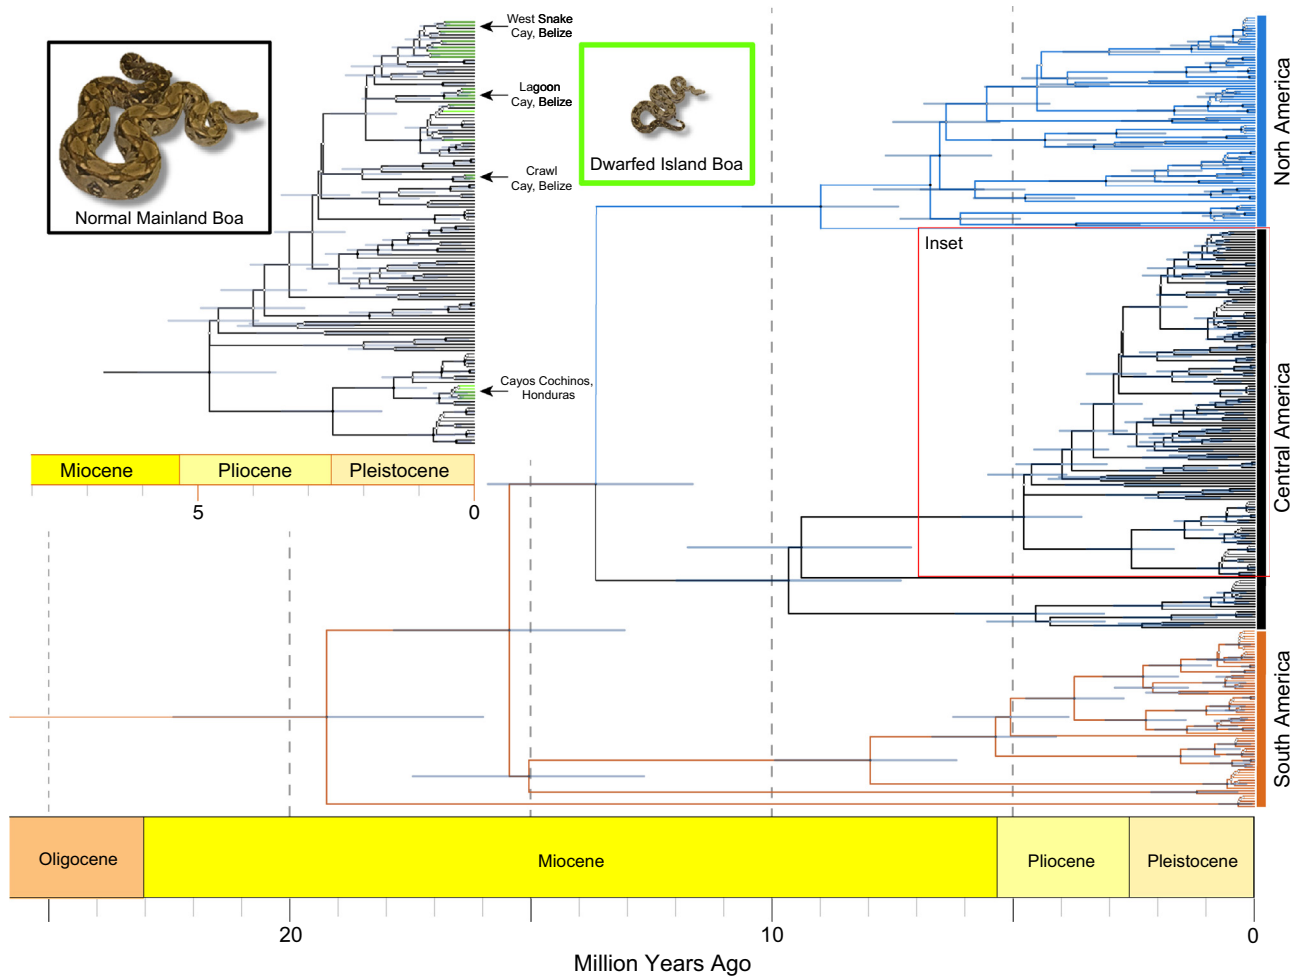 West Snake
Cay, Belize
Lagoon
Cay, Belize
Crawl
Cay, Belize
Cayos Cochinos,
Honduras
Normal Mainland Boa
Dwarfed Island Boa
Inset
Norh America
Central America
South America
Miocene
Pliocene
Pleistocene
5
0
Oligocene
Miocene
Pliocene
Pleistocene
20
10
0
Million Years Ago